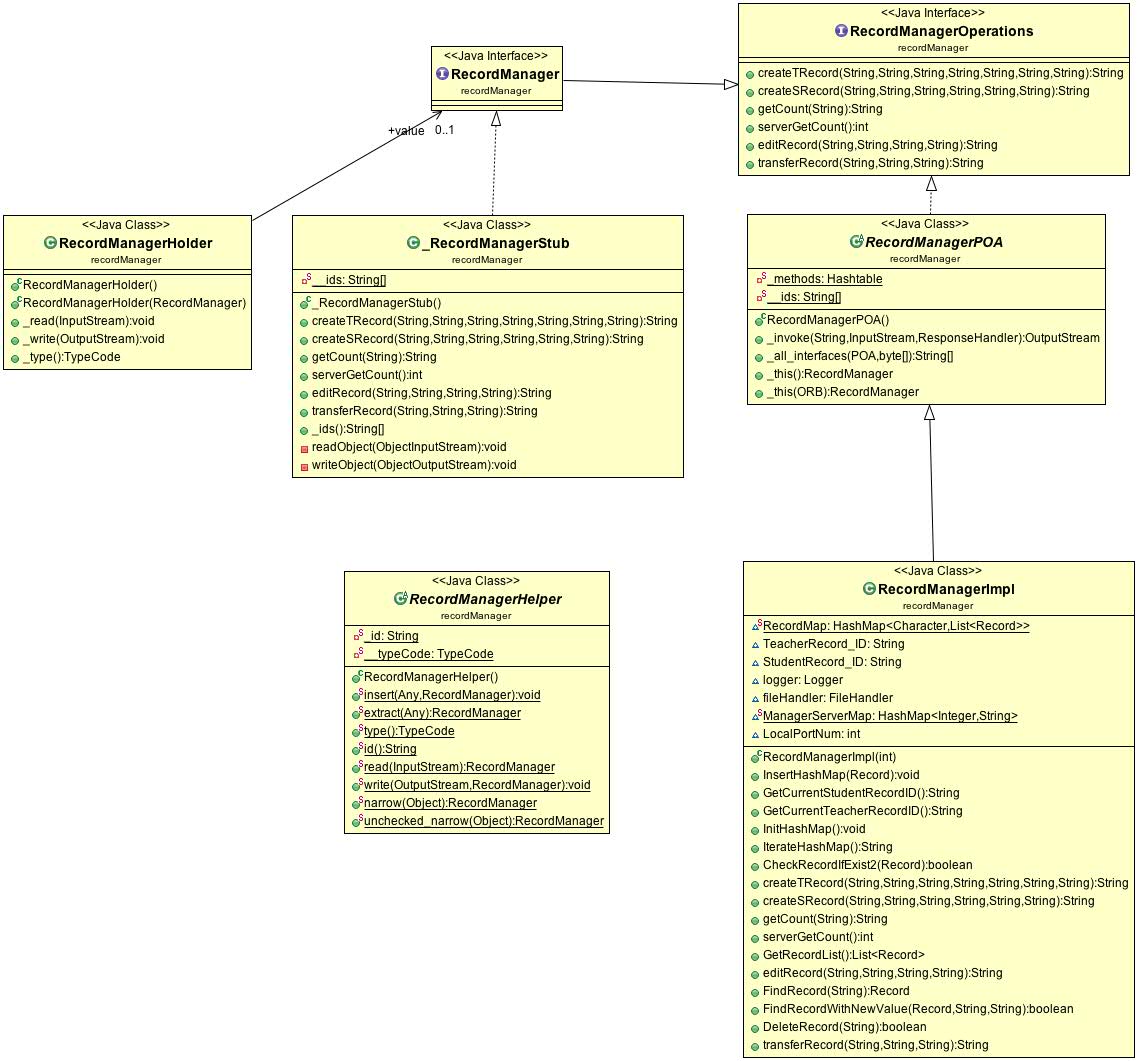 <<Java Interface>>
RecordManagerOperations
recordManager
createTRecord(String,String,String,String,String,String,String):String
createSRecord(String,String,String,String,String,String):String
getCount(String):String
serverGetCount():int
editRecord(String,String,String,String):String
transferRecord(String,String,String):String
<<Java Interface>>
RecordManager
recordManager
+value 0..1
<<Java Class>>
RecordManagerHolder
recordManager
RecordManagerHolder()
RecordManagerHolder(RecordManager)
_read(InputStream):void
_write(OutputStream):void
_type():TypeCode
<<Java Class>>
_RecordManagerStub
recordManager
__ids: String[]
_RecordManagerStub()
createTRecord(String,String,String,String,String,String,String):String
createSRecord(String,String,String,String,String,String):String
getCount(String):String
serverGetCount():int
editRecord(String,String,String,String):String
transferRecord(String,String,String):String
_ids():String[]
readObject(ObjectInputStream):void
writeObject(ObjectOutputStream):void
<<Java Class>>
RecordManagerPOA
recordManager
_methods: Hashtable
__ids: String[]
RecordManagerPOA()
_invoke(String,InputStream,ResponseHandler):OutputStream
_all_interfaces(POA,byte[]):String[]
_this():RecordManager
_this(ORB):RecordManager
<<Java Class>>
RecordManagerHelper
recordManager
_id: String
__typeCode: TypeCode
RecordManagerHelper()
insert(Any,RecordManager):void
extract(Any):RecordManager
type():TypeCode
id():String
read(InputStream):RecordManager
write(OutputStream,RecordManager):void
narrow(Object):RecordManager
unchecked_narrow(Object):RecordManager
<<Java Class>>
RecordManagerImpl
recordManager
RecordMap: HashMap<Character,List<Record>>
TeacherRecord_ID: String
StudentRecord_ID: String
logger: Logger
fileHandler: FileHandler
ManagerServerMap: HashMap<Integer,String>
LocalPortNum: int
RecordManagerImpl(int)
InsertHashMap(Record):void
GetCurrentStudentRecordID():String
GetCurrentTeacherRecordID():String
InitHashMap():void
IterateHashMap():String
CheckRecordIfExist2(Record):boolean
createTRecord(String,String,String,String,String,String,String):String
createSRecord(String,String,String,String,String,String):String
getCount(String):String
serverGetCount():int
GetRecordList():List<Record>
editRecord(String,String,String,String):String
FindRecord(String):Record
FindRecordWithNewValue(Record,String,String):boolean
DeleteRecord(String):boolean
transferRecord(String,String,String):String